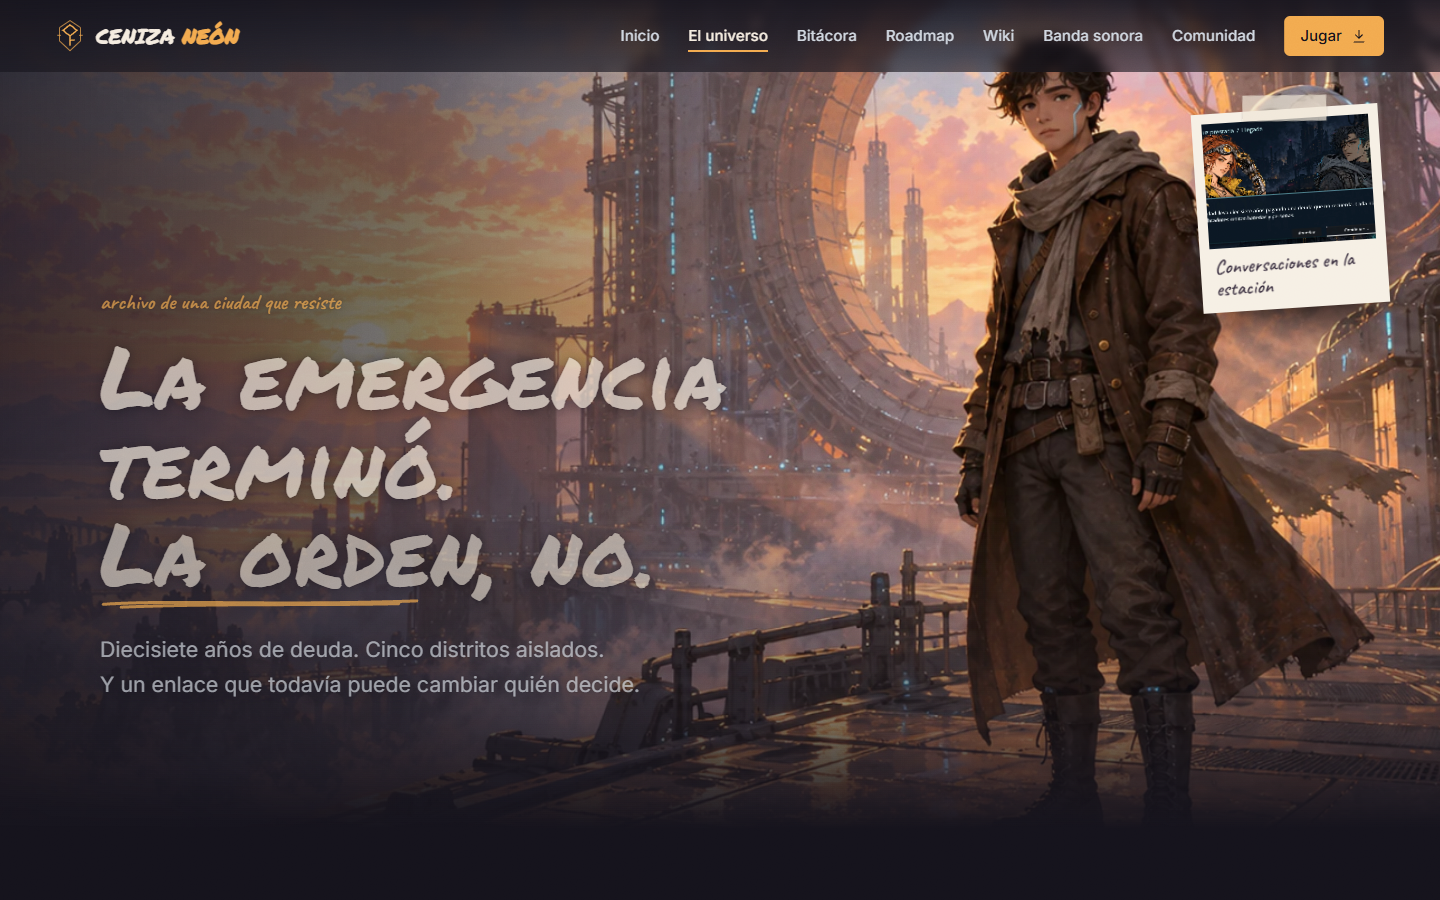 CENIZA NEÓN
Inicio
El universo
Bitácora
Roadmap
Wiki
Banda sonora
Comunidad
Jugar
archivo de una ciudad que resiste
La emergencia
terminó.
La orden, no.
Diecisiete años de deuda. Cinco distritos aislados.
Y un enlace que todavía puede cambiar quién decide.
Conversaciones en la
estación